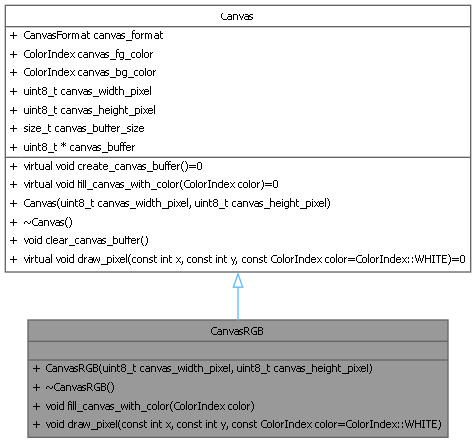 Canvas
+ CanvasFormat canvas_format
+ ColorIndex canvas_fg_color
+ ColorIndex canvas_bg_color
+ uint8_t canvas_width_pixel
+ uint8_t canvas_height_pixel
+ size_t canvas_buffer_size
+ uint8_t * canvas_buffer
+ virtual void create_canvas_buffer()=0
+ virtual void fill_canvas_with_color(ColorIndex color)=0
+ Canvas(uint8_t canvas_width_pixel, uint8_t canvas_height_pixel)
+ ~Canvas()
+ void clear_canvas_buffer()
+ virtual void draw_pixel(const int x, const int y, const ColorIndex color=ColorIndex::WHITE)=0
CanvasRGB
+ CanvasRGB(uint8_t canvas_width_pixel, uint8_t canvas_height_pixel)
+ ~CanvasRGB()
+ void fill_canvas_with_color(ColorIndex color)
+ void draw_pixel(const int x, const int y, const ColorIndex color=ColorIndex::WHITE)